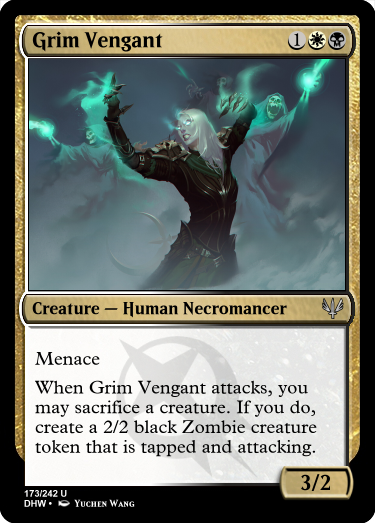 Grim Vengant 1
Creature — Human Necromancer
Menace
When Grim Vengant attacks, you
may sacrifice a creature. If you do,
create a 2/2 black Zombie creature
token that is tapped and attacking.
3/2
173/242 U
DHW • Yuchen Wang